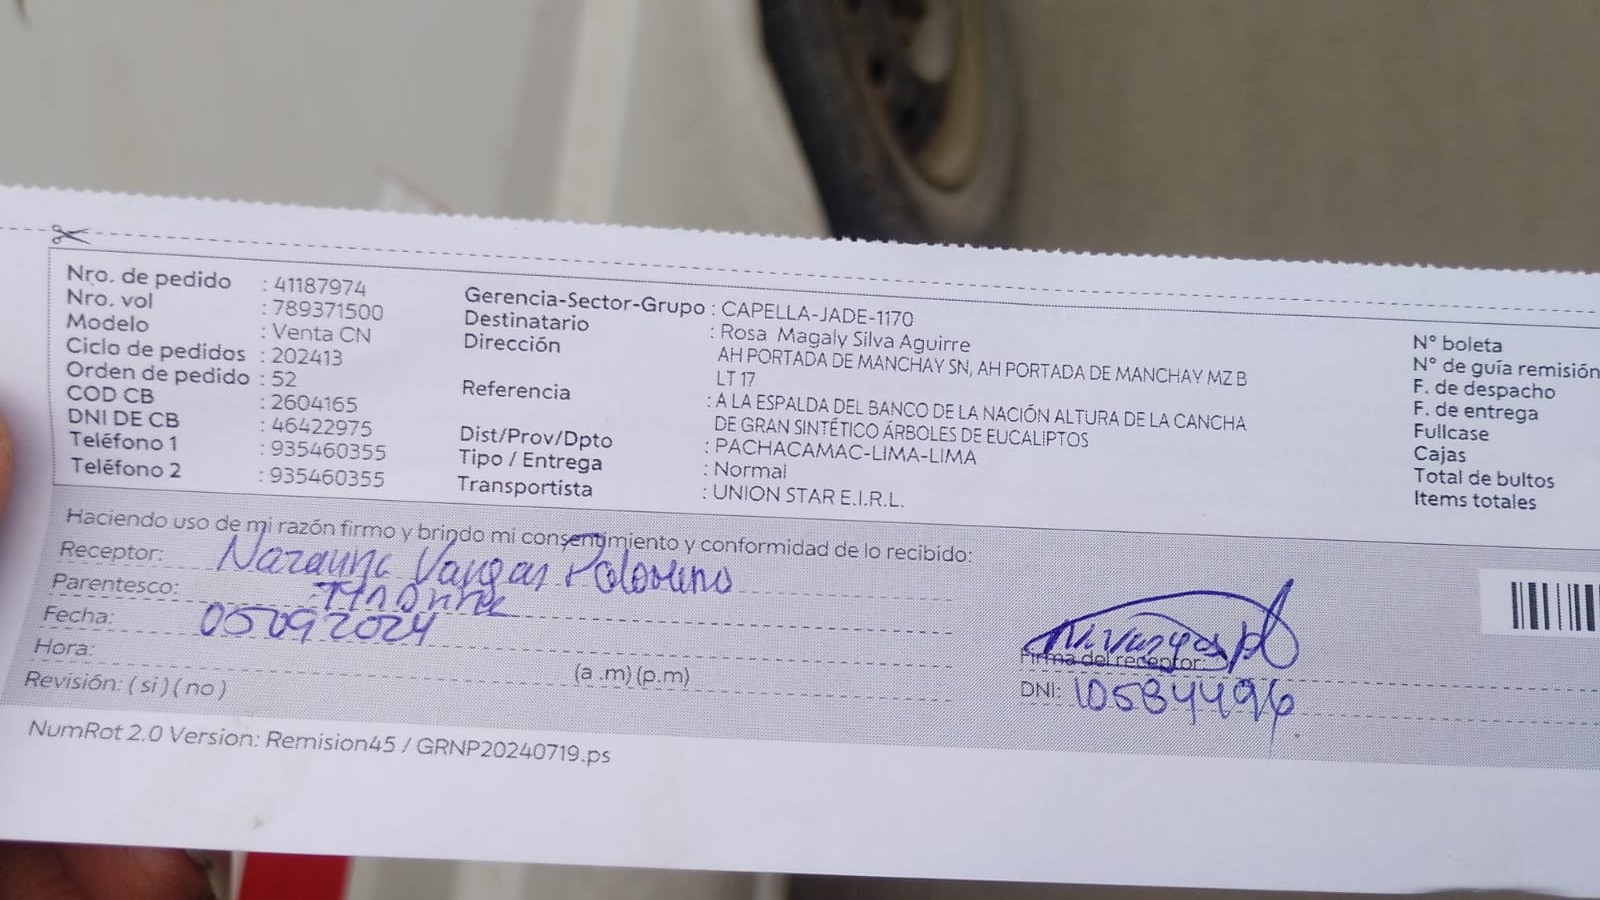 Nro. de pedido : 41187974
Nro. vol : 789371500
Modelo : Venta CN
Ciclo de pedidos : 202413
Orden de pedido : 52
COD CB : 2604165
DNI DE CB : 46422975
Teléfono 1 : 935460355
Teléfono 2 : 935460355
Gerencia-Sector-Grupo : CAPELLA-JADE-1170
Destinatario : Rosa Magaly Silva Aguirre
Dirección AH PORTADA DE MANCHAY SN, AH PORTADA DE MANCHAY MZ B
LT 17
Referencia : A LA ESPALDA DEL BANCO DE LA NACIÓN ALTURA DE LA CANCHA
DE GRAN SINTÉTICO ÁRBOLES DE EUCALIPTOS
Dist/Prov/Dpto : PACHACAMAC-LIMA-LIMA
Tipo / Entrega : Normal
Transportista : UNION STAR E.I.R.L.
N° boleta
N° de guía remisión
F. de despacho
F. de entrega
Fullcase
Cajas
Total de bultos
Items totales
Haciendo uso de mi razón firmo y brindo mi consentimiento y conformidad de lo recibido:
Receptor: Vargas
Parentesco:
Fecha: 05 09 2024
Hora: (a .m) (p.m)
Revisión: ( si ) ( no )
Firma del receptor:
DNI: 10584496
NumRot 2.0 Version: Remision45 / GRNP20240719.ps